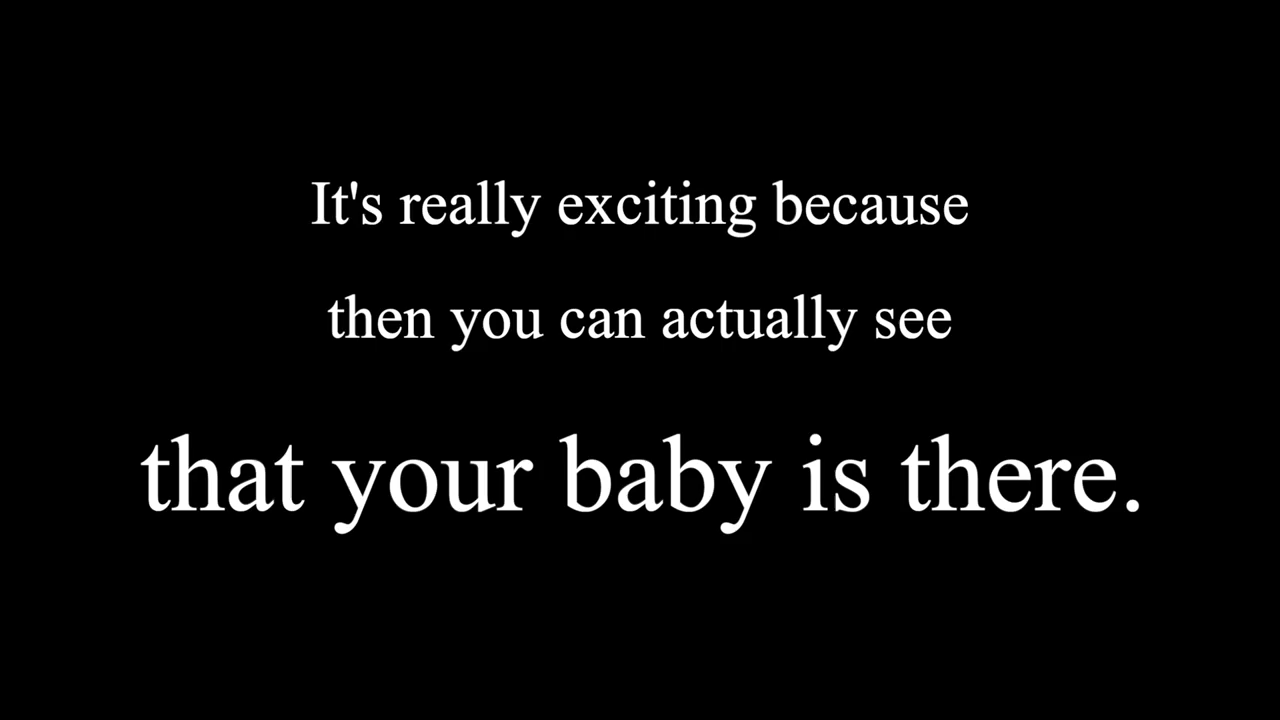 It's really exciting because
then you can actually see
that your baby is there.